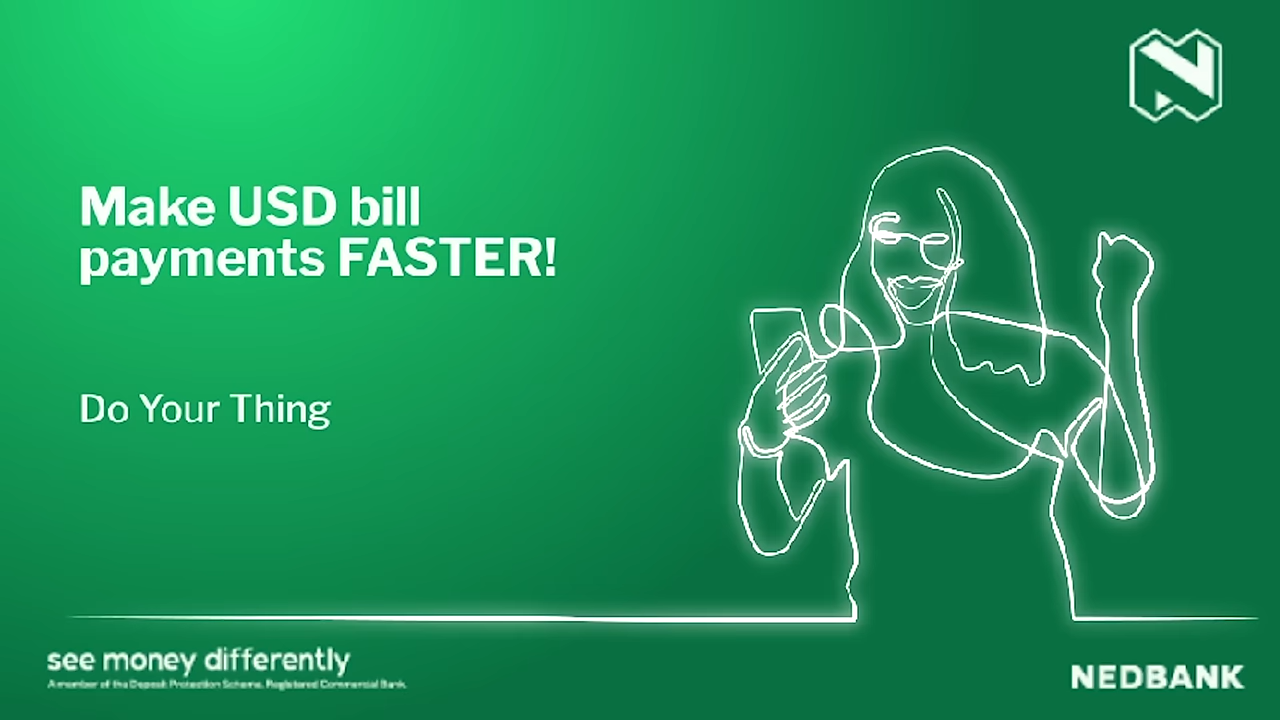 Make USD bill
payments FASTER!
Do Your Thing
see money differently
A member of the Deposit Protection Scheme. Registered Commercial Bank.
NEDBANK